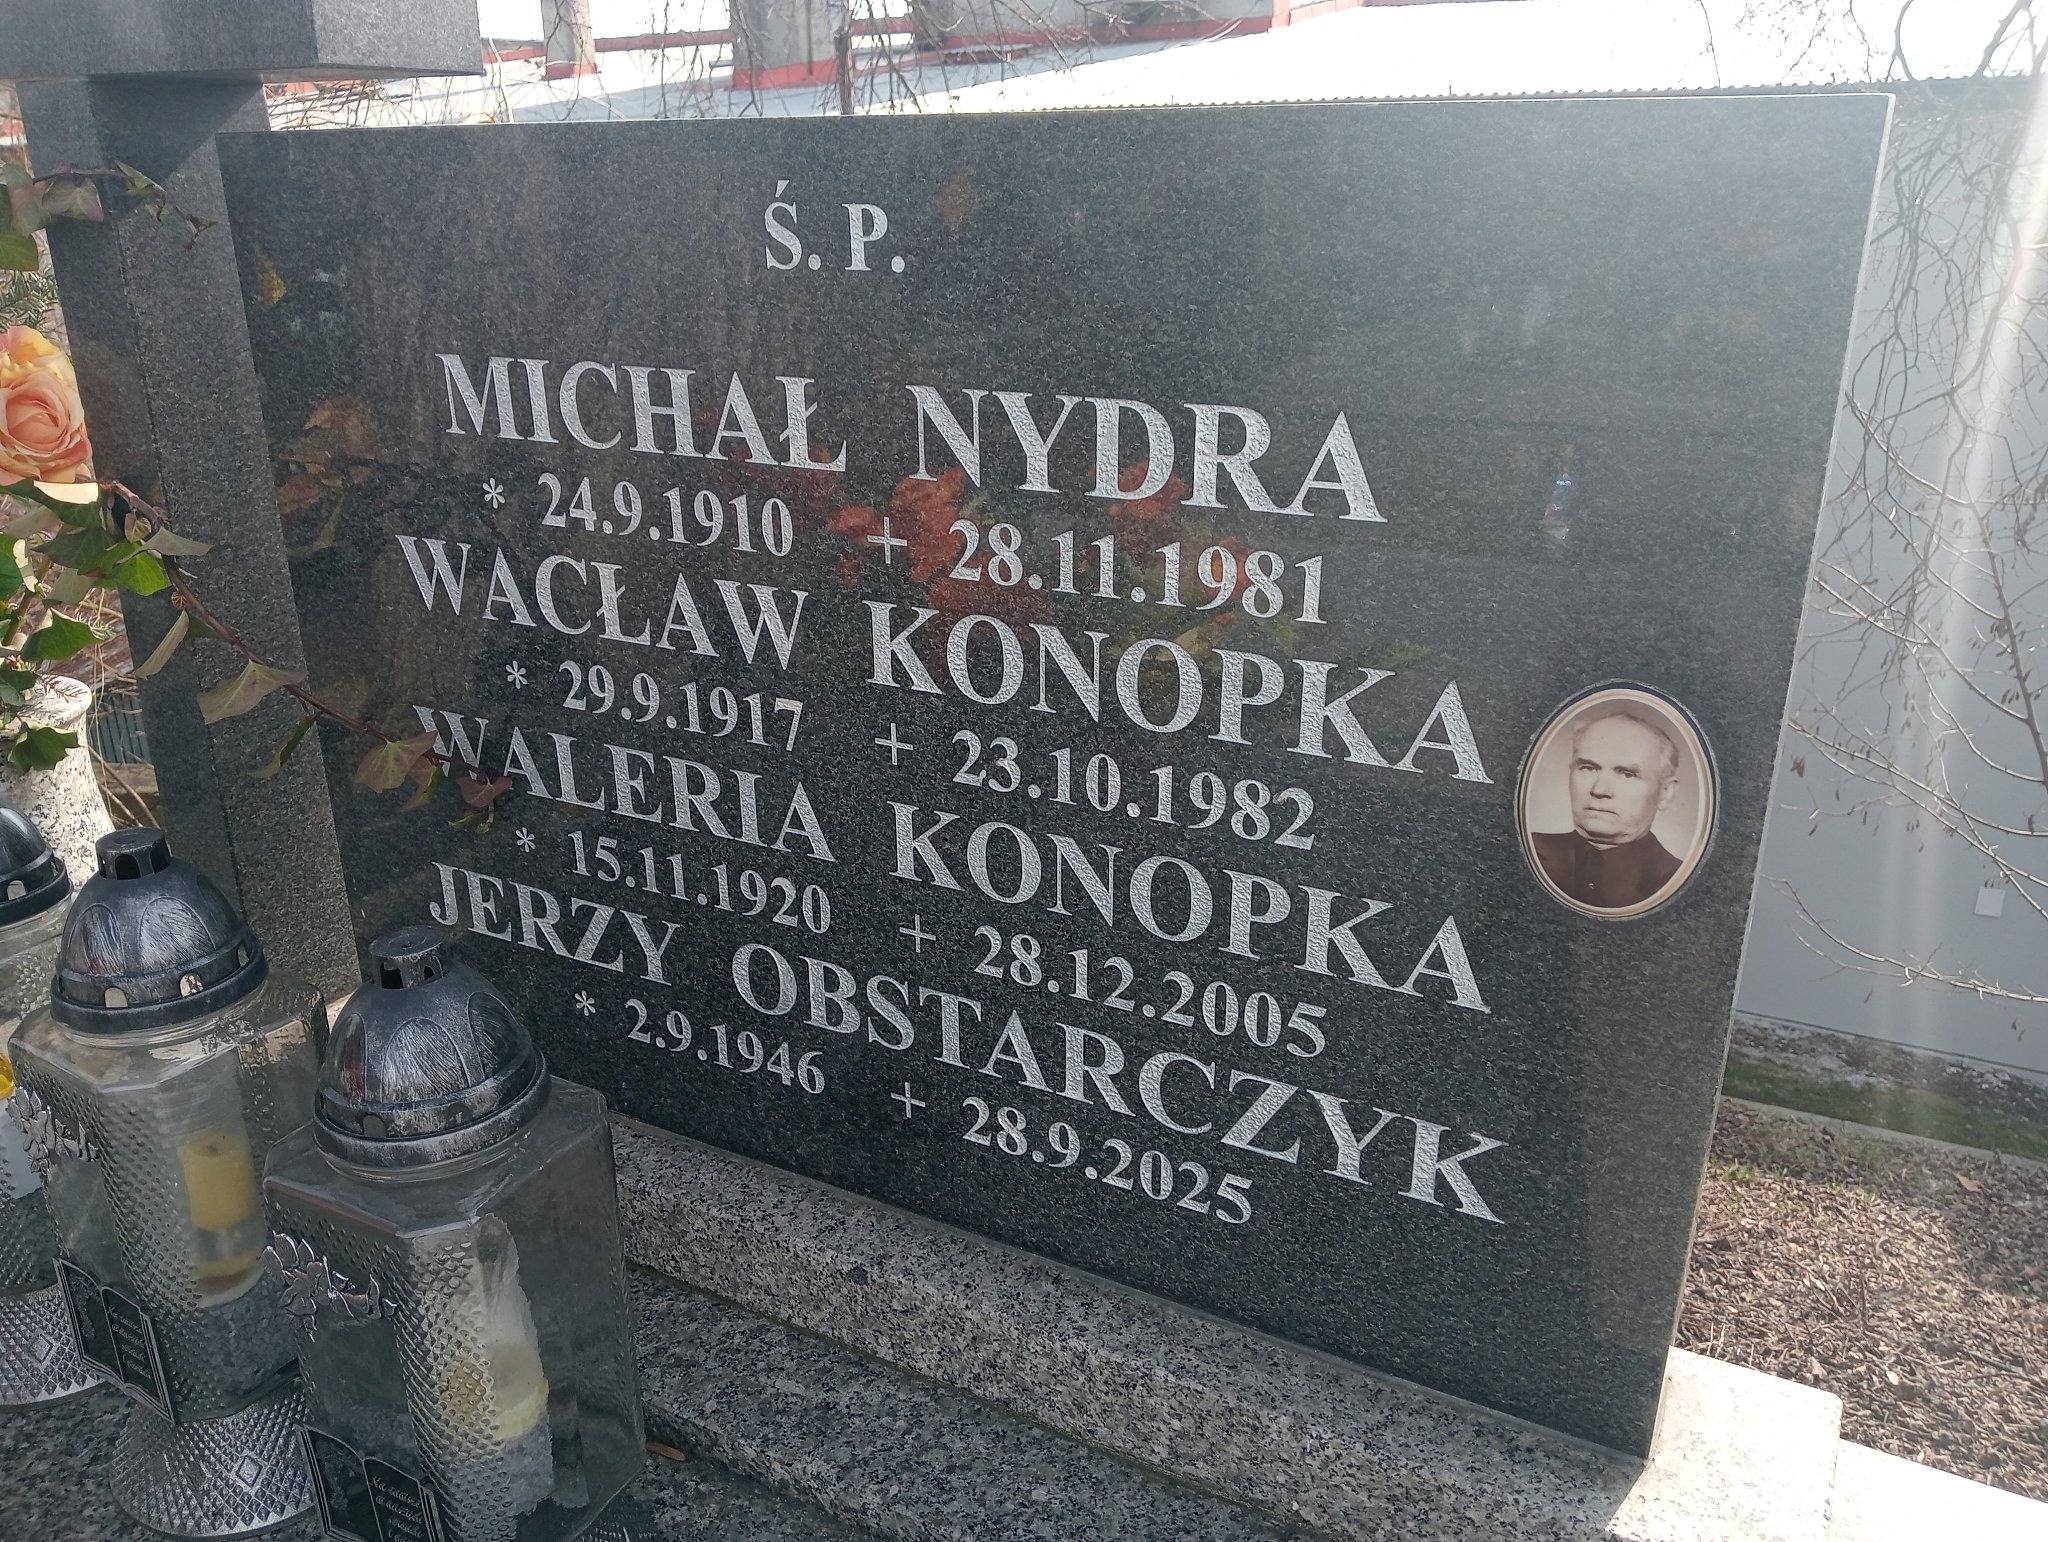 Ś. P.
MICHAŁ NYDRA
* 24.9.1910 + 28.11.1981
WACŁAW KONOPKA
* 29.9.1917 + 23.10.1982
WALERIA KONOPKA
* 15.11.1920 + 28.12.2005
JERZY OBSTARCZYK
* 2.9.1946 + 28.9.2025